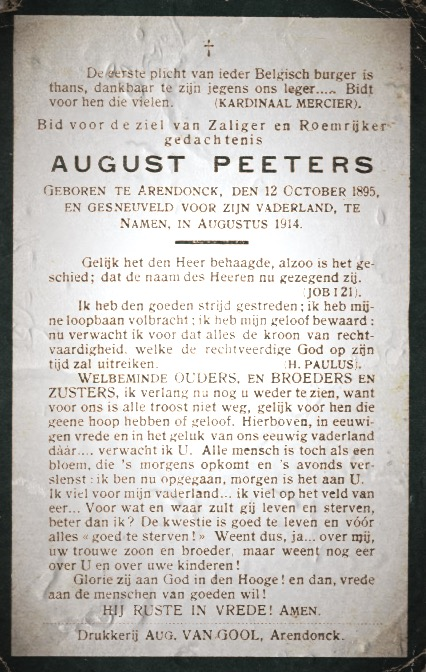 De eerste plicht van ieder Belgisch burger is
thans, dankbaar te zijn jegens ons leger..... Bidt
voor hen die vielen. (KARDINAAL MERCIER).
Bid voor de ziel van Zaliger en Roemrijker
gedachtenis
AUGUST PEETERS
GEBOREN TE ARENDONCK, DEN 12 OCTOBER 1895,
EN GESNEUVELD VOOR ZIJN VADERLAND, TE
NAMEN, IN AUGUSTUS 1914.
Gelijk het den Heer behaagde, alzoo is het ge-
schied; dat de naam des Heeren nu gezegend zij.
(JOB I 21).
Ik heb den goeden strijd gestreden; ik heb mij-
ne loopbaan volbracht; ik heb mijn geloof bewaard:
nu verwacht ik voor dat alles de kroon van recht-
vaardigheid, welke de rechtveerdige God op zijn
tijd zal uitreiken. (H. PAULUS).
WELBEMINDE OUDERS, EN BROEDERS EN
ZUSTERS, ik verlang nu nog u weder te zien, want
voor ons is alle troost niet weg, gelijk voor hen die
geene hoop hebben of geloof. Hierboven, in eeuwi-
gen vrede en in het geluk van ons eeuwig vaderland
dáár.... verwacht ik U. Alle mensch is toch als een
bloem, die 's morgens opkomt en 's avonds ver-
slenst: ik ben nu opgegaan, morgen is het aan U.
Ik viel voor mijn vaderland... ik viel op het veld van
eer... Voor wat en waar zult gij leven en sterven,
beter dan ik? De kwestie is goed te leven en vóór
alles « goed te sterven! » Weent dus, ja... over mij,
uw trouwe zoon en broeder, maar weent nog eer
over U en over uwe kinderen!
Glorie zij aan God in den Hooge! en dan, vrede
aan de menschen van goeden wil!
HIJ RUSTE IN VREDE! AMEN.
Drukkerij AUG. VAN GOOL, Arendonck.